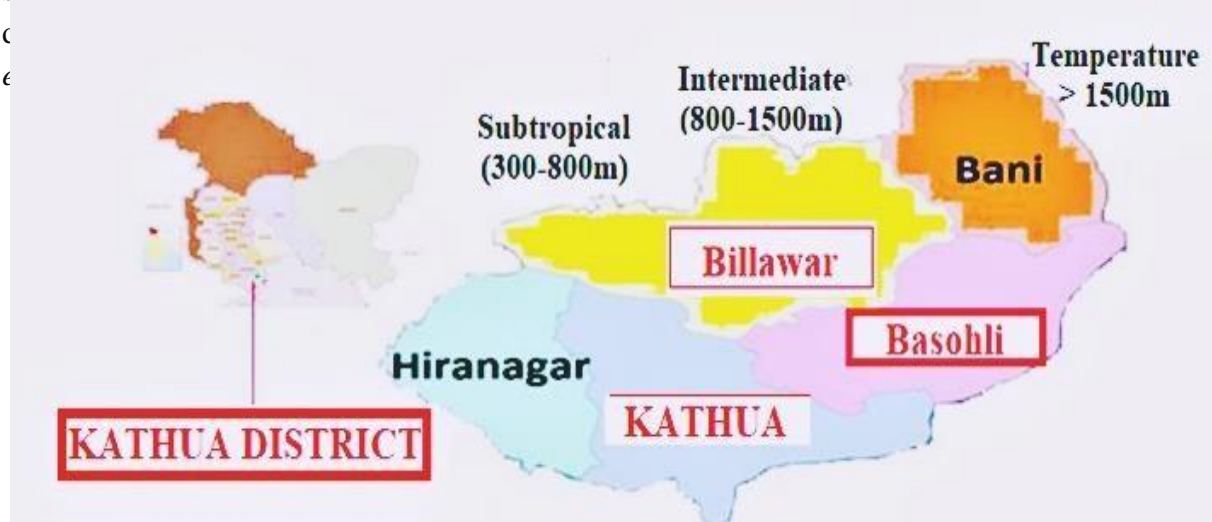 c
e
Temperature
> 1500m
Intermediate
(800-1500m)
Subtropical
(300-800m)
Bani
Billawar
Basohli
Hiranagar
KATHUA
KATHUA DISTRICT